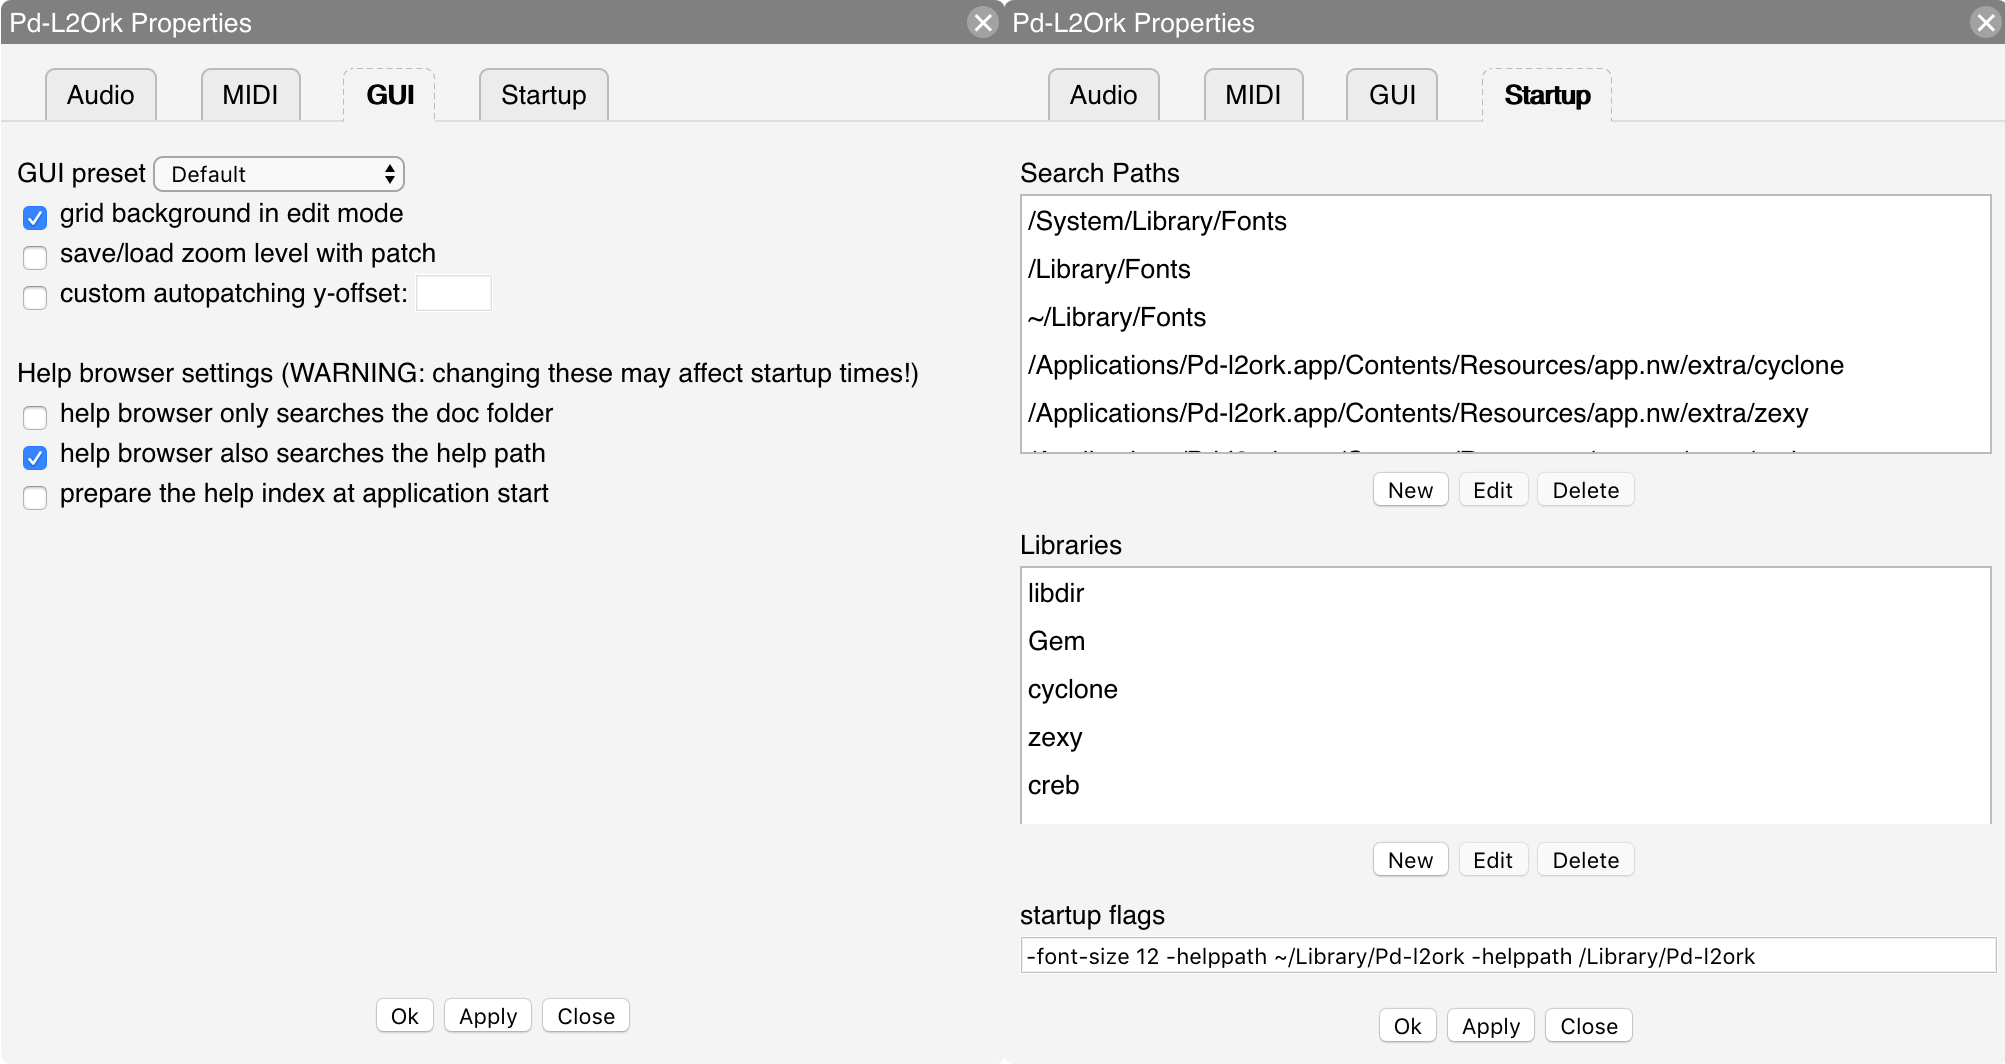 Pd-L2Ork Properties
Audio MIDI GUI Startup
GUI preset Default
grid background in edit mode
save/load zoom level with patch
custom autopatching y-offset:
Help browser settings (WARNING: changing these may affect startup times!)
help browser only searches the doc folder
help browser also searches the help path
prepare the help index at application start
Ok Apply Close
Pd-L2Ork Properties
Audio MIDI GUI Startup
Search Paths
/System/Library/Fonts
/Library/Fonts
~/Library/Fonts
/Applications/Pd-l2ork.app/Contents/Resources/app.nw/extra/cyclone
/Applications/Pd-l2ork.app/Contents/Resources/app.nw/extra/zexy
New Edit Delete
Libraries
libdir
Gem
cyclone
zexy
creb
New Edit Delete
startup flags
-font-size 12 -helppath ~/Library/Pd-l2ork -helppath /Library/Pd-l2ork
Ok Apply Close